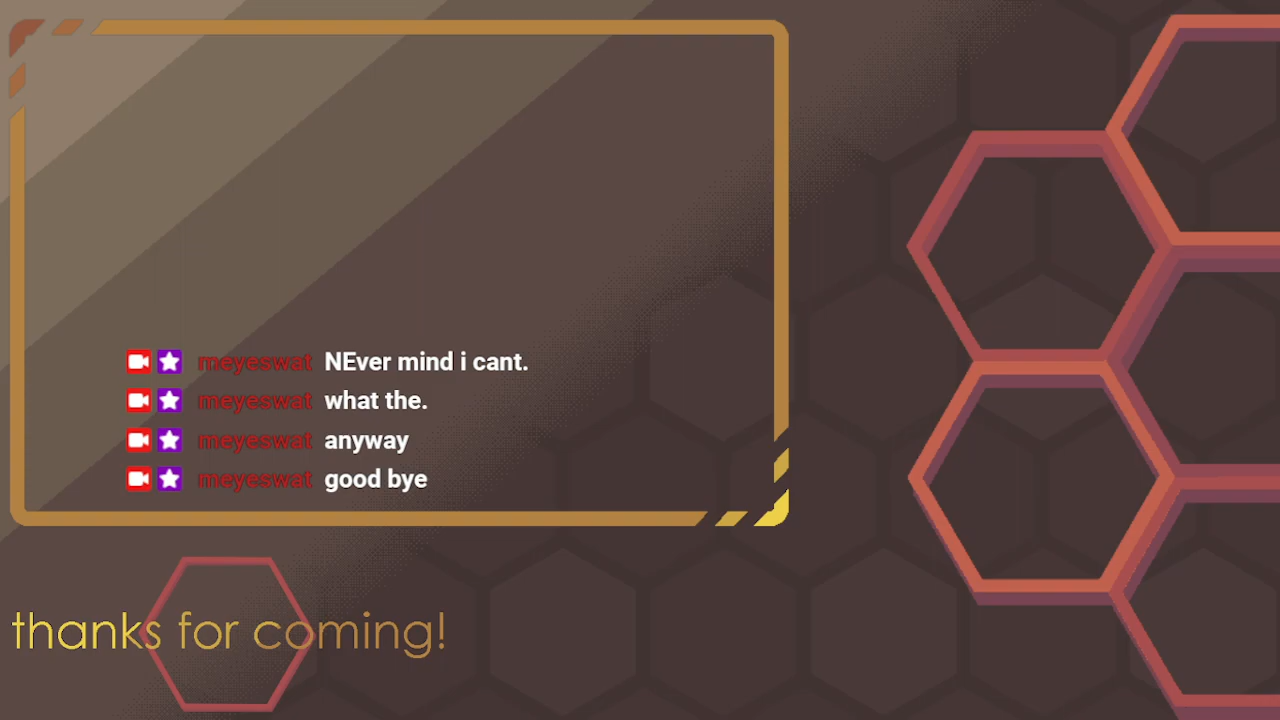 meyeswat NEver mind i cant.
meyeswat what the.
meyeswat anyway
meyeswat good bye
thanks for coming!